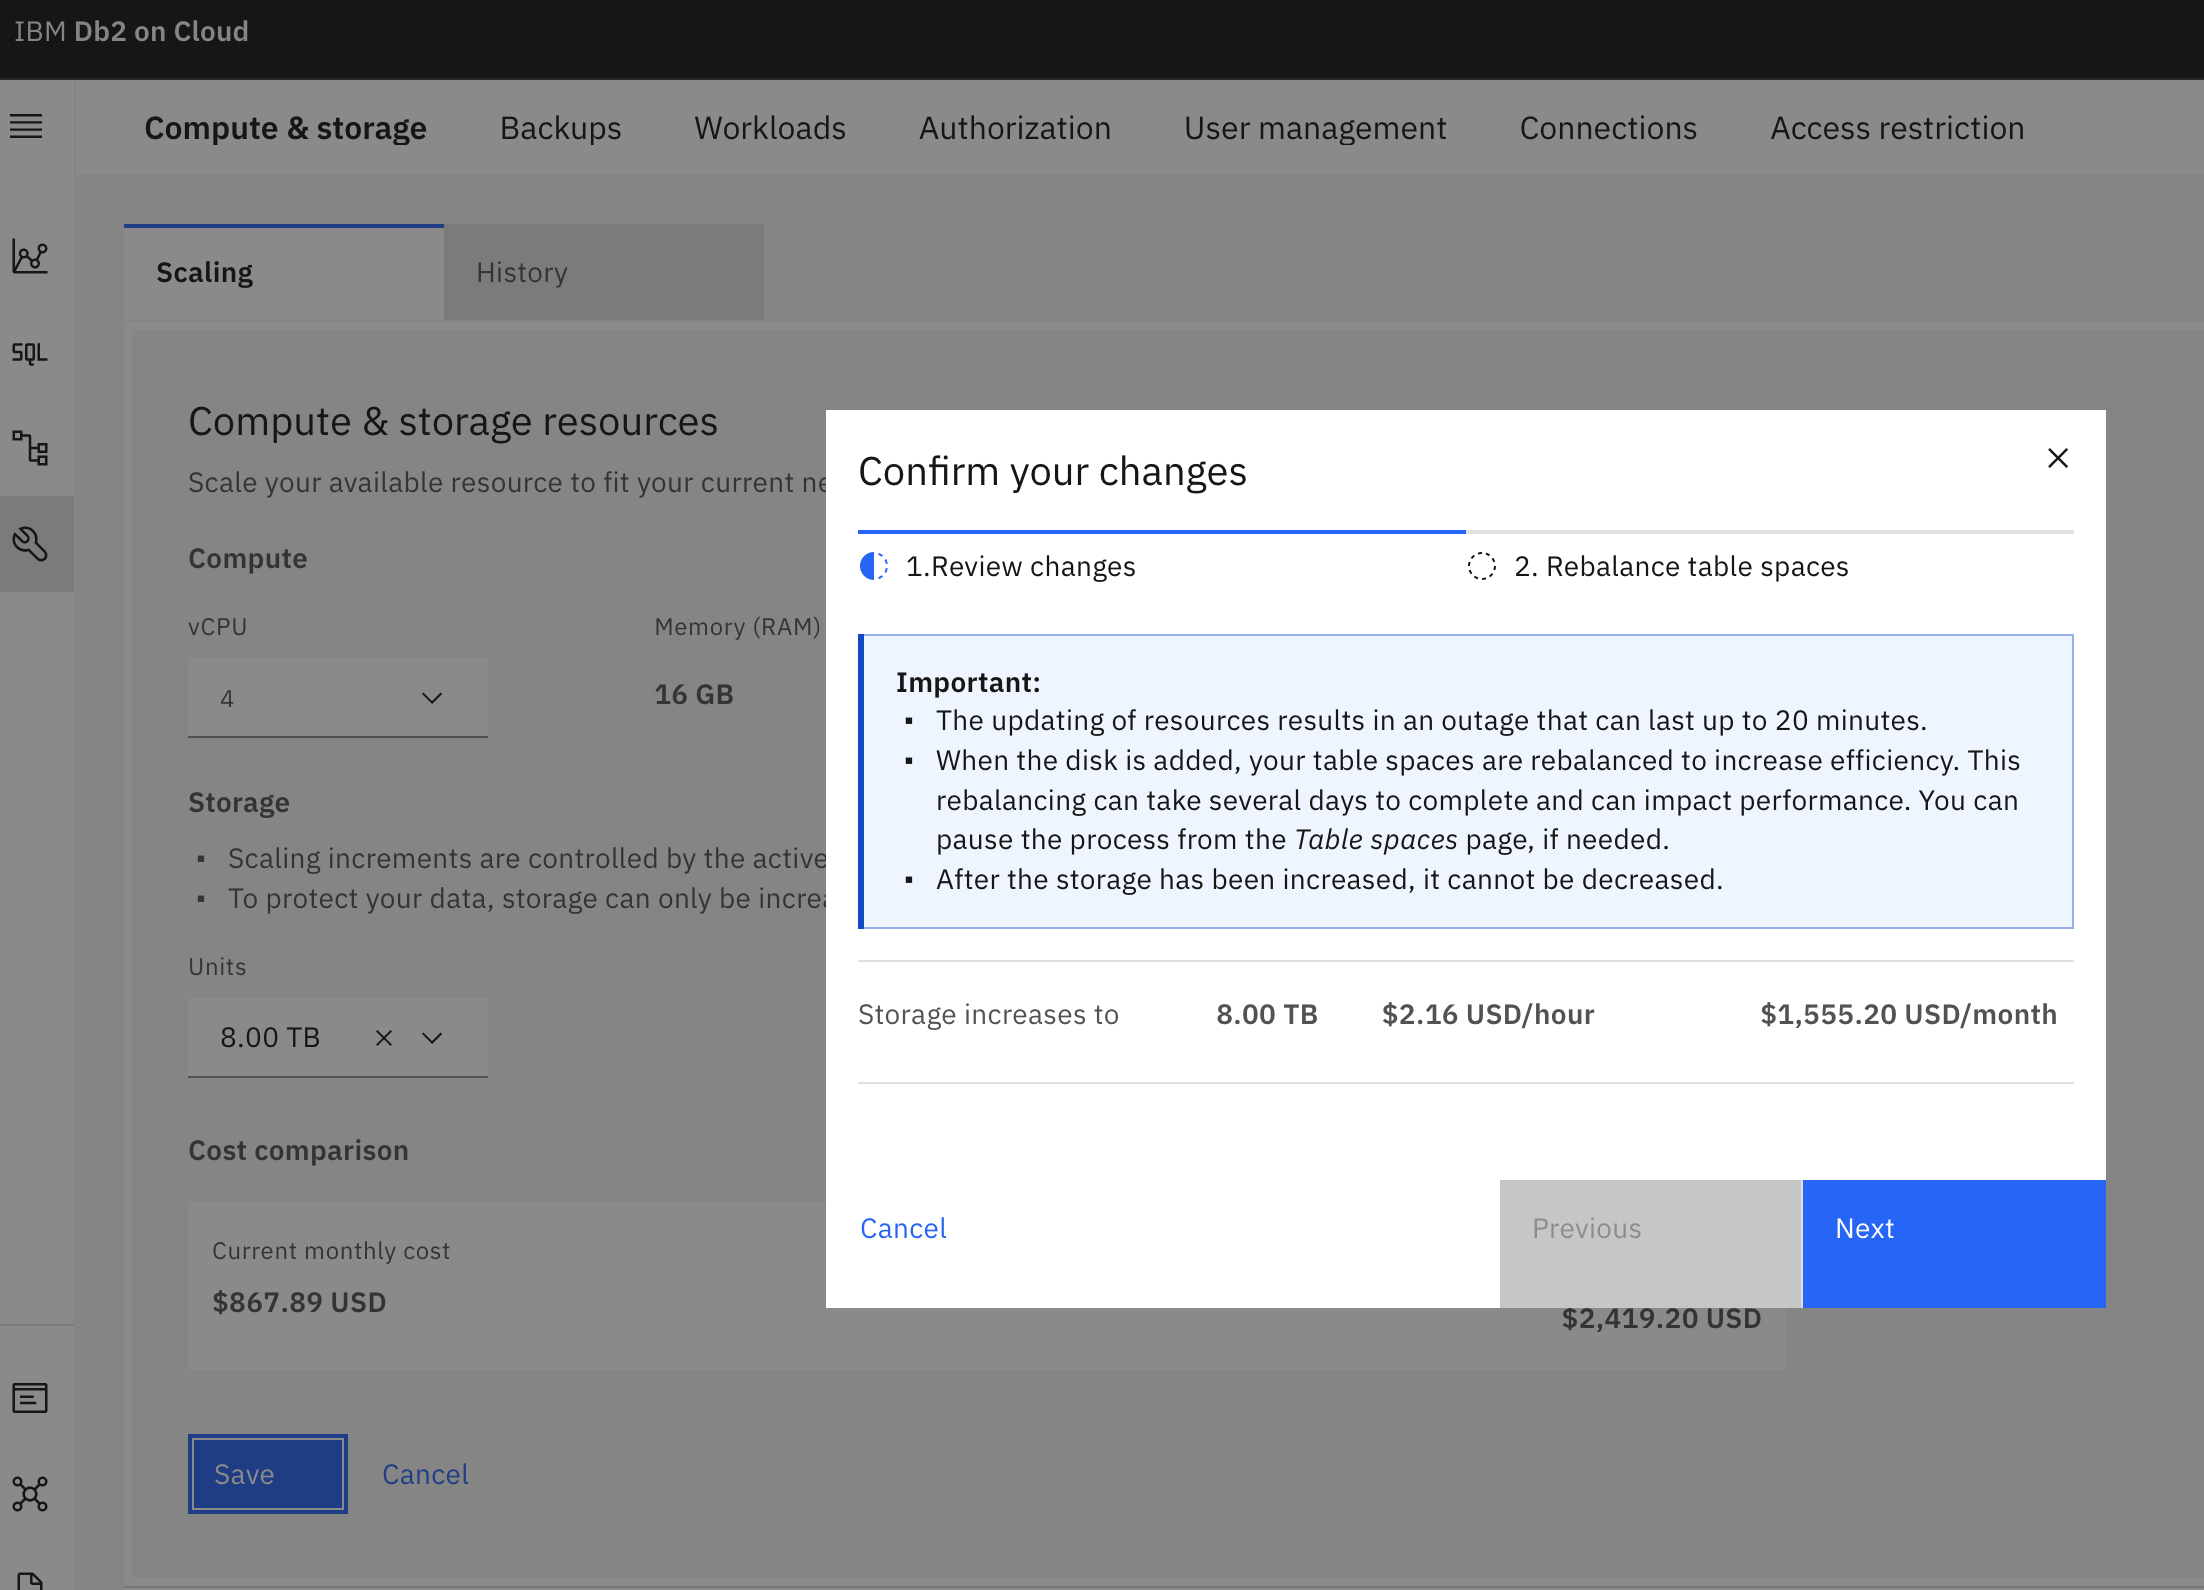 IBM Db2 on Cloud
Compute & storage Backups Workloads Authorization User management Connections Access restriction
Scaling History
SQL
Compute & storage resources
Scale your available resource to fit your current
Compute
vCPU Memory (RAM)
4 16 GB
Storage
Scaling increments are controlled by the active
To protect your data, storage can only be
Units
8.00 TB
Cost comparison
Current monthly cost
$867.89 USD
$2,419.20 USD
Save Cancel
Confirm your changes
1.Review changes 2. Rebalance table spaces
Important:
▪ The updating of resources results in an outage that can last up to 20 minutes.
▪ When the disk is added, your table spaces are rebalanced to increase efficiency. This
rebalancing can take several days to complete and can impact performance. You can
pause the process from the Table spaces page, if needed.
▪ After the storage has been increased, it cannot be decreased.
Storage increases to 8.00 TB $2.16 USD/hour $1,555.20 USD/month
Cancel Previous Next